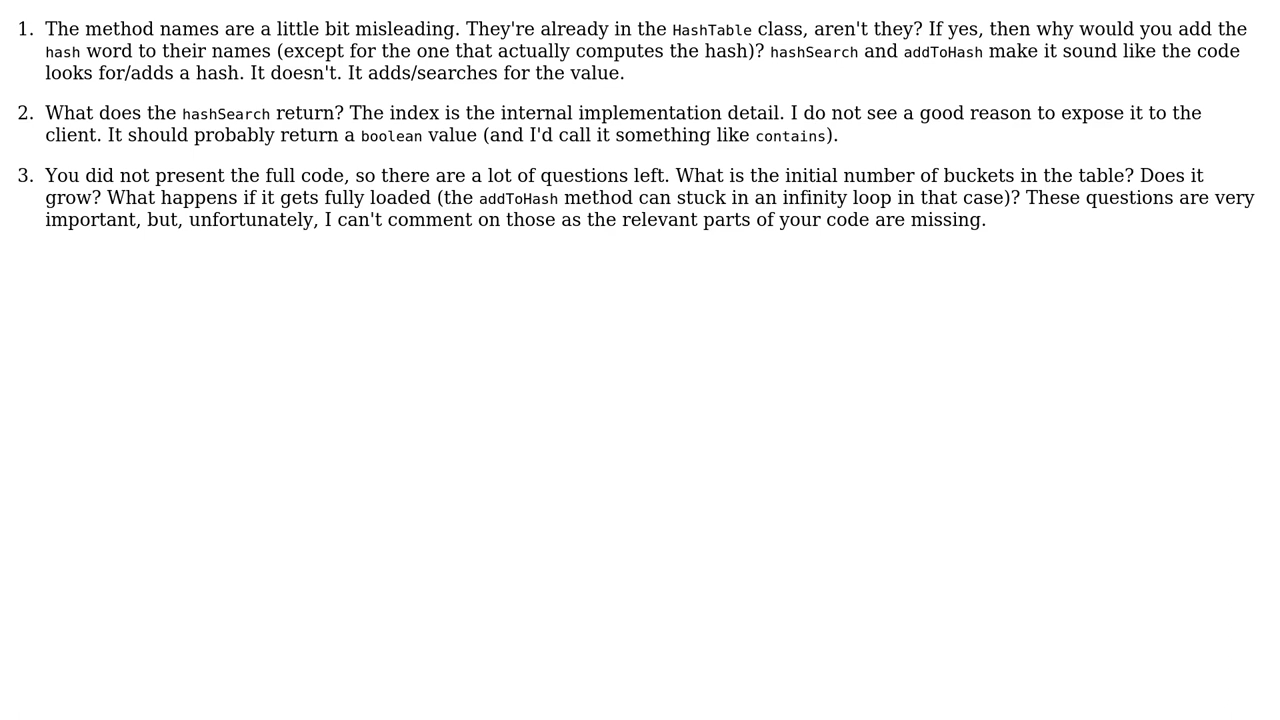 1. The method names are a little bit misleading. They're already in the HashTable class, aren't they? If yes, then why would you add the
hash word to their names (except for the one that actually computes the hash)? hashSearch and addToHash make it sound like the code
looks for/adds a hash. It doesn't. It adds/searches for the value.
2. What does the hashSearch return? The index is the internal implementation detail. I do not see a good reason to expose it to the
client. It should probably return a boolean value (and I'd call it something like contains).
3. You did not present the full code, so there are a lot of questions left. What is the initial number of buckets in the table? Does it
grow? What happens if it gets fully loaded (the addToHash method can stuck in an infinity loop in that case)? These questions are very
important, but, unfortunately, I can't comment on those as the relevant parts of your code are missing.